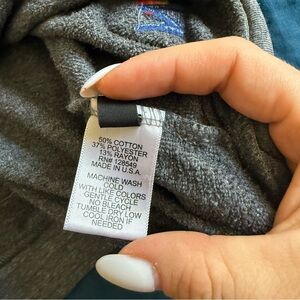 50% COTTON
37% POLYESTER
13% RAYON
RN# 128549
MADE IN U.S.A.
MACHINE WASH
COLD
WITH LIKE COLORS
GENTLE CYCLE
NO BLEACH
TUMBLE DRY LOW
COOL IRON IF
NEEDED